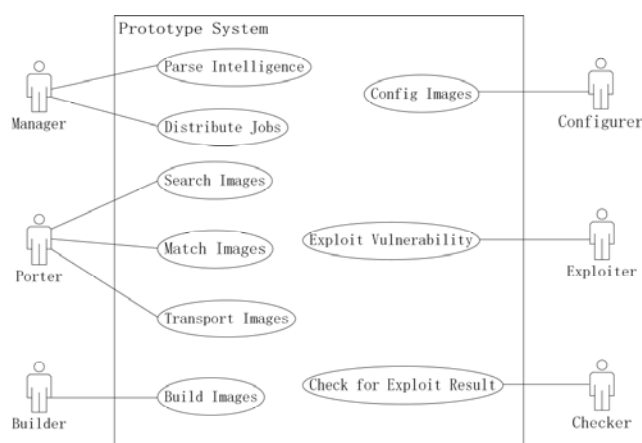 Prototype System
Parse Intelligence
Manager
Distribute Jobs
Config Images
Configurer
Search Images
Match Images
Porter
Transport Images
Exploit Vulnerability
Exploiter
Build Images
Builder
Check for Exploit Result
Checker